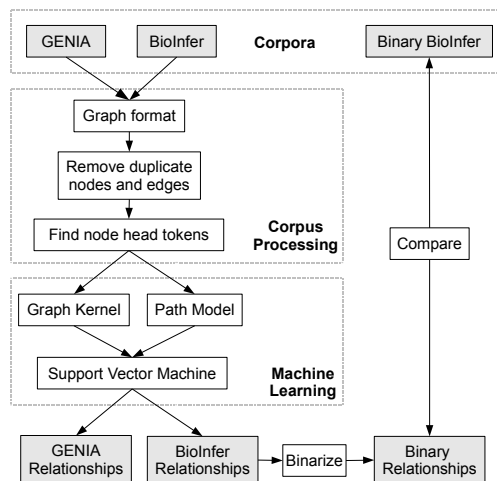 GENIA
BioInfer
Corpora
Binary BioInfer
Graph format
Remove duplicate
nodes and edges
Find node head tokens
Corpus
Processing
Compare
Graph Kernel
Path Model
Support Vector Machine
Machine
Learning
GENIA
Relationships
BioInfer
Relationships
Binarize
Binary
Relationships